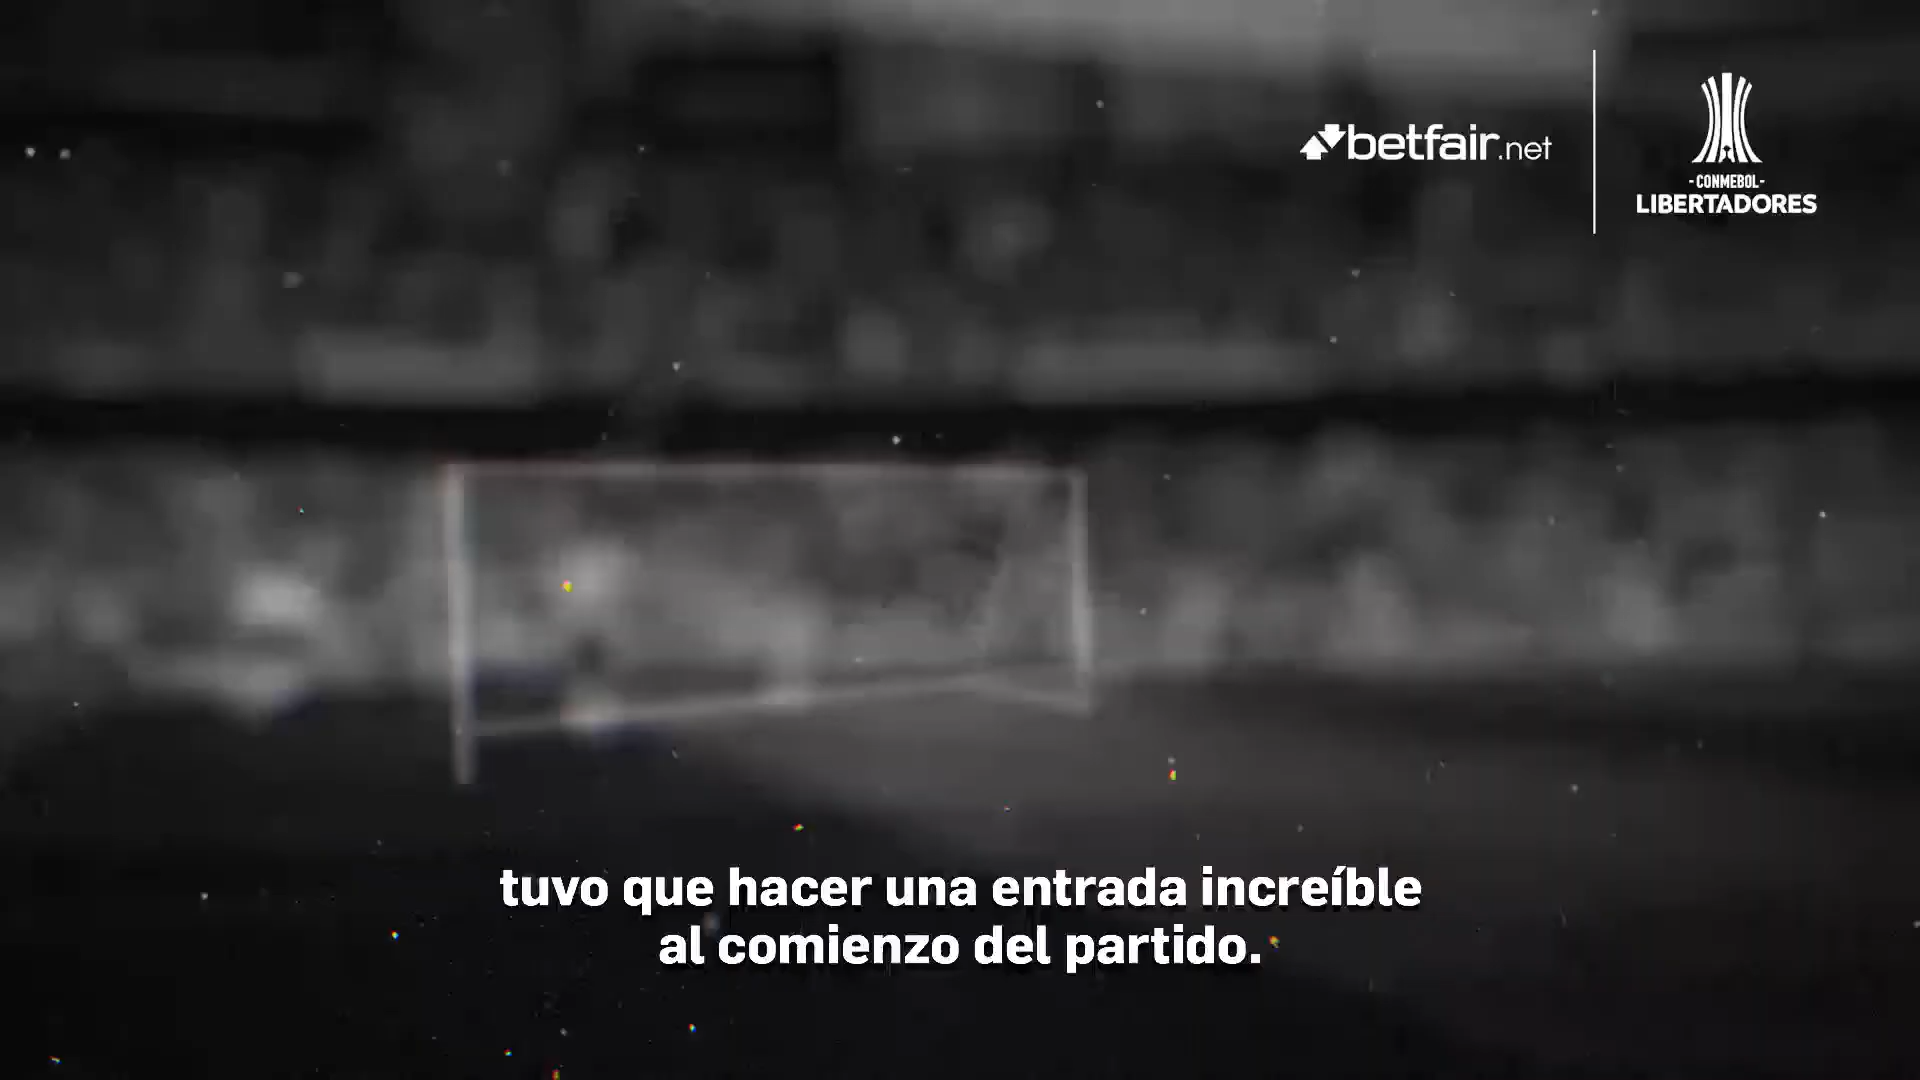 betfair.net
-CONMEBOL-
LIBERTADORES
tuvo que hacer una entrada increíble
al comienzo del partido.